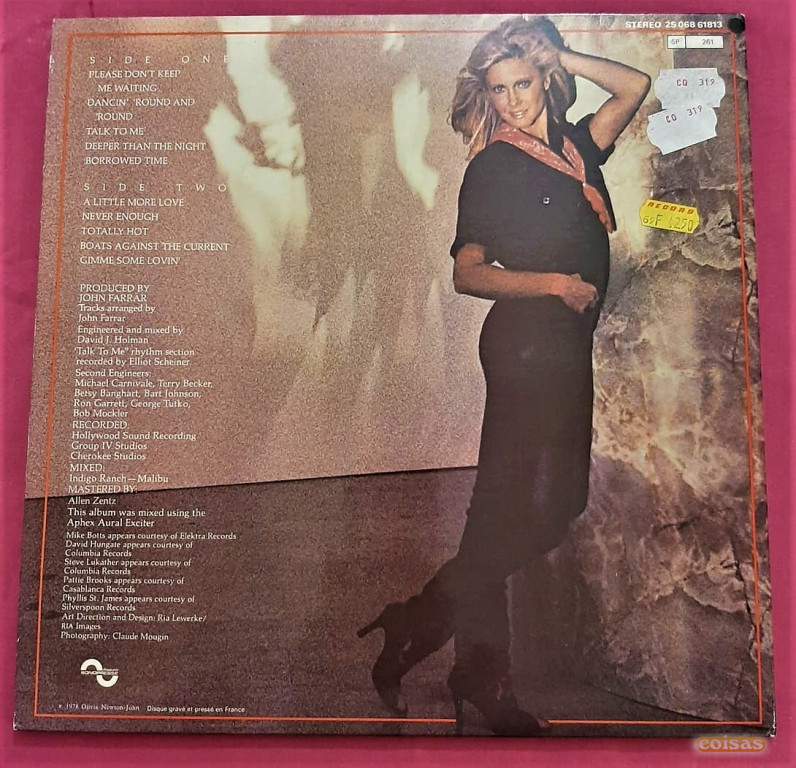 STEREO 2S 068 61813
SP 261
CO 319
CO 319
RECORD
69F 1250
SIDE ONE
PLEASE DON'T KEEP
ME WAITING
DANCIN' 'ROUND AND
'ROUND
TALK TO ME
DEEPER THAN THE NIGHT
BORROWED TIME
SIDE TWO
A LITTLE MORE LOVE
NEVER ENOUGH
TOTALLY HOT
BOATS AGAINST THE CURRENT
GIMME SOME LOVIN'
PRODUCED BY
JOHN FARRAR
Tracks arranged by
John Farrar
Engineered and mixed by
David J. Holman
"Talk To Me" rhythm section
recorded by Elliot Scheiner
Second Engineers:
Michael Carnivale, Terry Becker,
Betsy Banghart, Bart Johnson,
Ron Garrett, George Tutko,
Bob Mockler
RECORDED:
Hollywood Sound Recording
Group IV Studios
Cherokee Studios
MIXED:
Indigo Ranch—Malibu
MASTERED BY:
Allen Zentz
This album was mixed using the
Aphex Aural Exciter
Mike Botts appears courtesy of Elektra Records
David Hungate appears courtesy of
Columbia Records
Steve Lukather appears courtesy of
Columbia Records
Pattie Brooks appears courtesy of
Casablanca Records
Phyllis St. James appears courtesy of
Silverspoon Records
Art Direction and Design: Ria Lewerke/
RIA Images
Photography: Claude Mougin
SONOPRESSE
℗ 1978 Olivia Newton-John Disque gravé et pressé en France
coisas